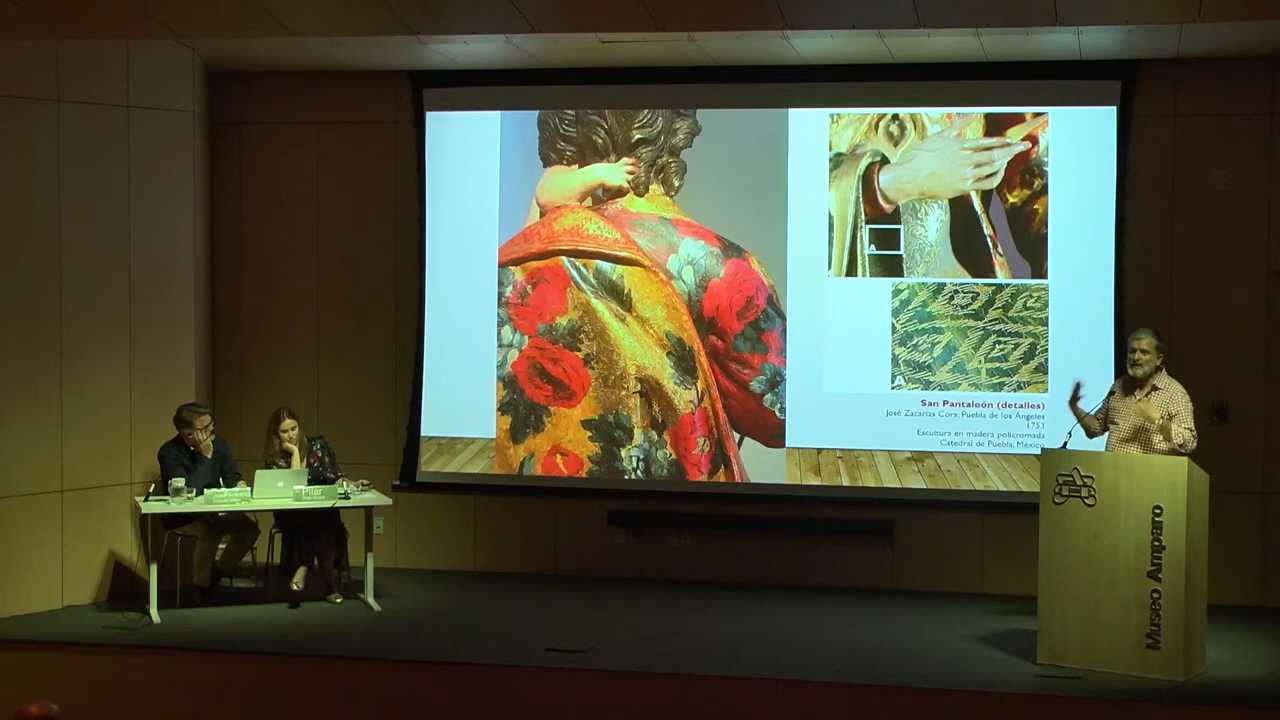 A
A
San Pantaleón (detalles)
José Zacarías Cora, Puebla de los Ángeles
1753
Escultura en madera policromada
Catedral de Puebla, México
Pilar
Museo Amparo